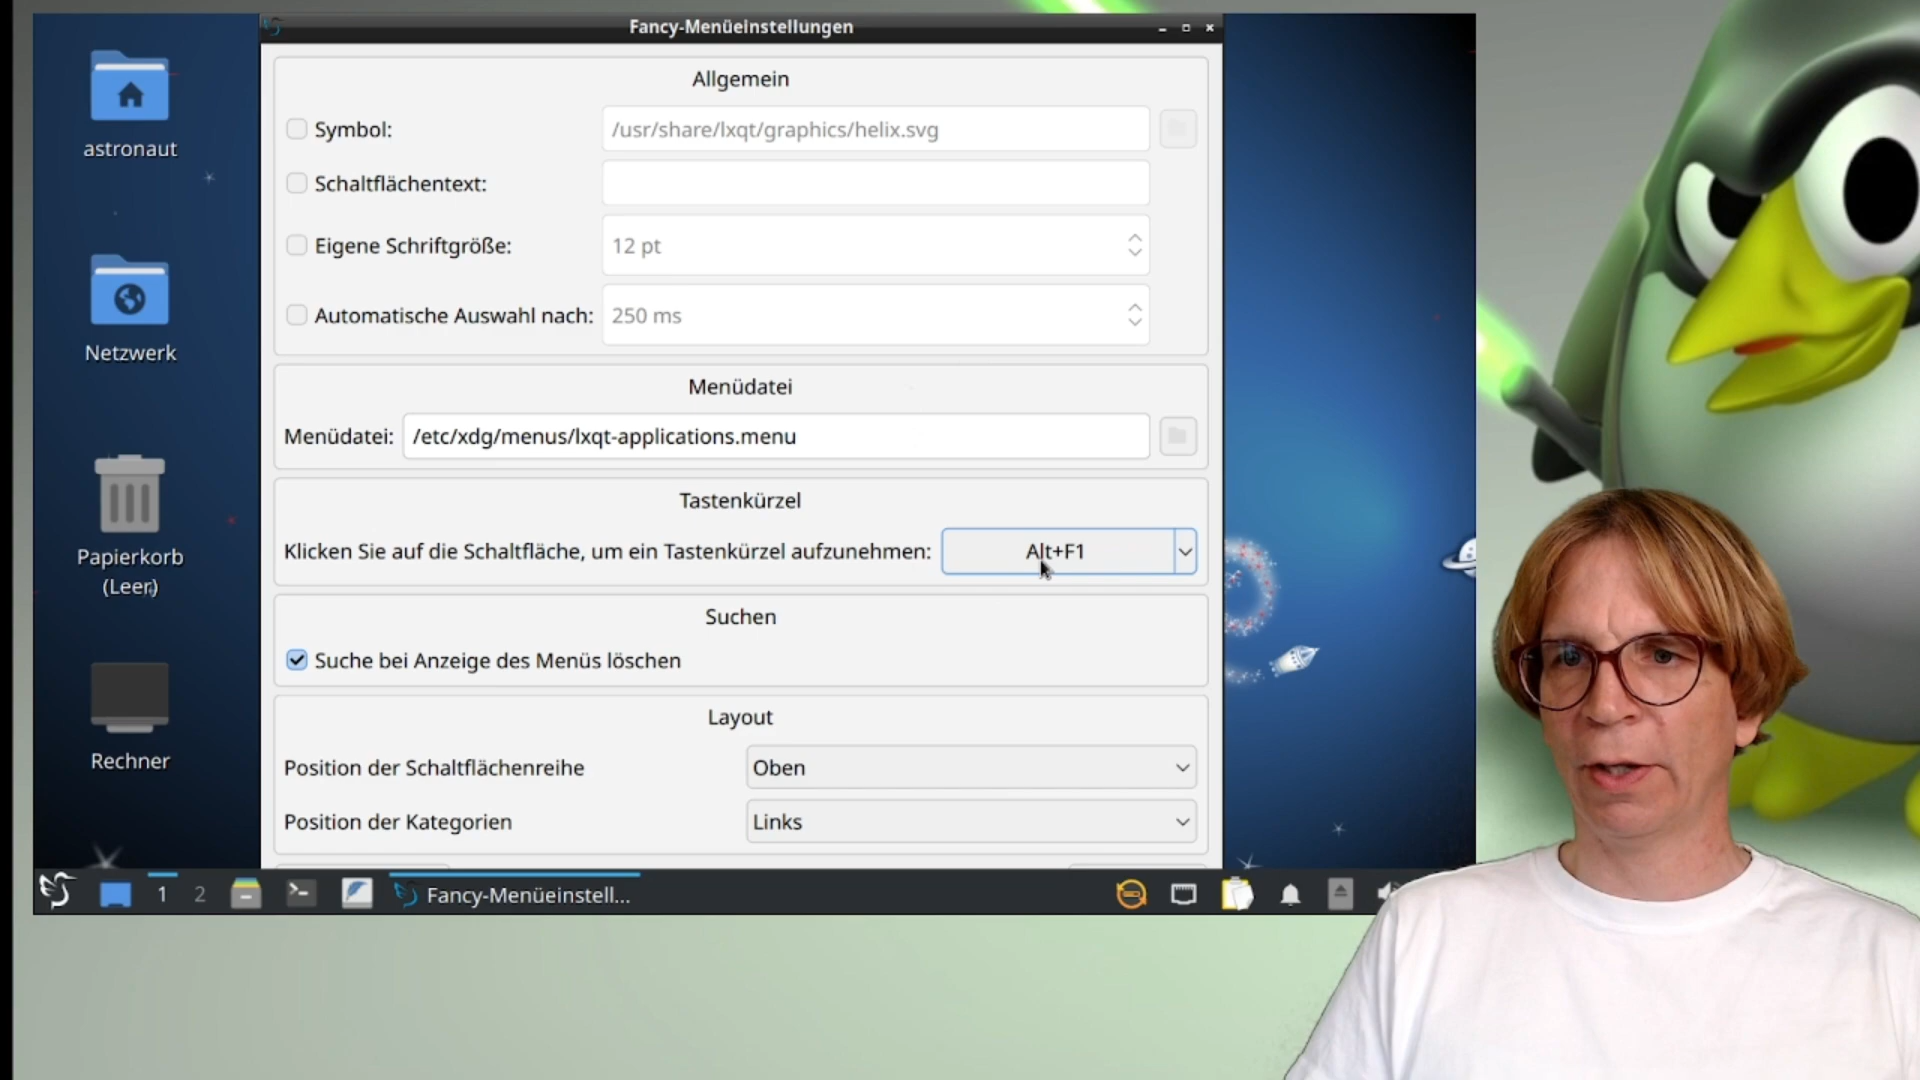 Fancy-Menüeinstellungen
Allgemein
Symbol: /usr/share/lxqt/graphics/helix.svg
Schaltflächentext:
Eigene Schriftgröße: 12 pt
Automatische Auswahl nach: 250 ms
Menüdatei
Menüdatei: /etc/xdg/menus/lxqt-applications.menu
Tastenkürzel
Klicken Sie auf die Schaltfläche, um ein Tastenkürzel aufzunehmen: Alt+F1
Suchen
Suche bei Anzeige des Menüs löschen
Layout
Position der Schaltflächenreihe Oben
Position der Kategorien Links
astronaut
Netzwerk
Papierkorb
(Leer)
Rechner
1 2 Fancy-Menüeinstell...